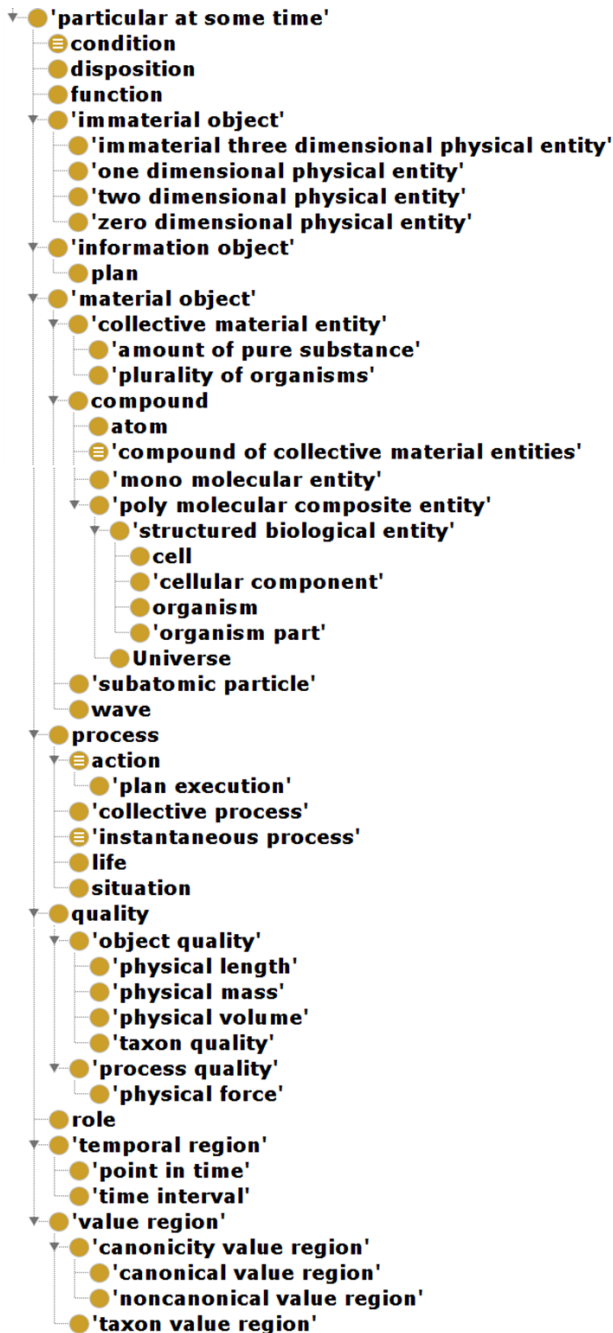 'particular at some time'
condition
disposition
function
'immaterial object'
'immaterial three dimensional physical entity'
'one dimensional physical entity'
'two dimensional physical entity'
'zero dimensional physical entity'
'information object'
plan
'material object'
'collective material entity'
'amount of pure substance'
'plurality of organisms'
compound
atom
'compound of collective material entities'
'mono molecular entity'
'poly molecular composite entity'
'structured biological entity'
cell
'cellular component'
organism
'organism part'
Universe
'subatomic particle'
wave
process
action
'plan execution'
'collective process'
'instantaneous process'
life
situation
quality
'object quality'
'physical length'
'physical mass'
'physical volume'
'taxon quality'
'process quality'
'physical force'
role
'temporal region'
'point in time'
'time interval'
'value region'
'canonicity value region'
'canonical value region'
'noncanonical value region'
'taxon value region'